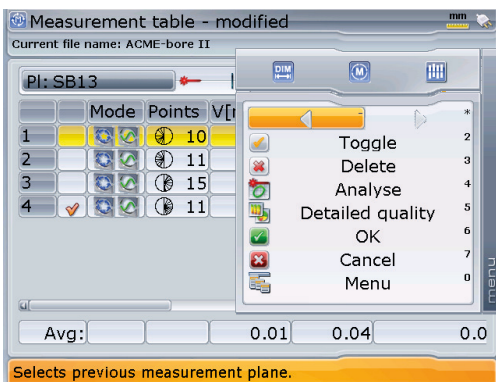 Measurement table - modified
mm
Current file name: ACME-bore II
Pl: SB13
DIM
M
Mode Points
- *
1 10
Toggle 2
2 11
Delete 3
3 15
Analyse 4
4 11
Detailed quality 5
OK 6
Cancel 7
Menu 0
menu
Avg: 0.01 0.04 0.0
Selects previous measurement plane.